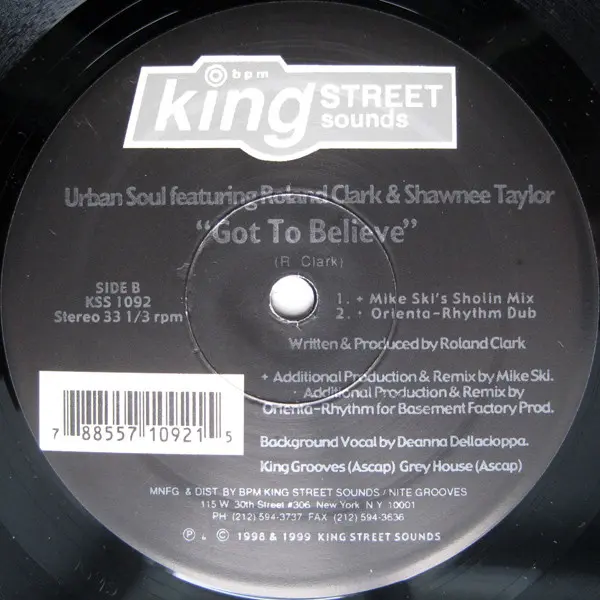 bpm
king STREET
sounds
Urban Soul featuring Roland Clark & Shawnee Taylor
"Got To Believe"
(R. Clark)
SIDE B
KSS 1092
Stereo 33 1/3 rpm
1. + Mike Ski's Sholin Mix
2. * Orienta-Rhythm Dub
Written & Produced by Roland Clark
+ Additional Production & Remix by Mike Ski.
* Additional Production & Remix by
Orienta-Rhythm for Basement Factory Prod.
Background Vocal by Deanna Dellacioppa.
King Grooves (Ascap) Grey House (Ascap)
7 88557 10921 5
MNFG & DIST. BY BPM KING STREET SOUNDS / NITE GROOVES
115 W. 30th Street #306 New York N Y 10001
PH (212) 594-3737 FAX (212) 594-3636
℗ & © 1998 & 1999 KING STREET SOUNDS